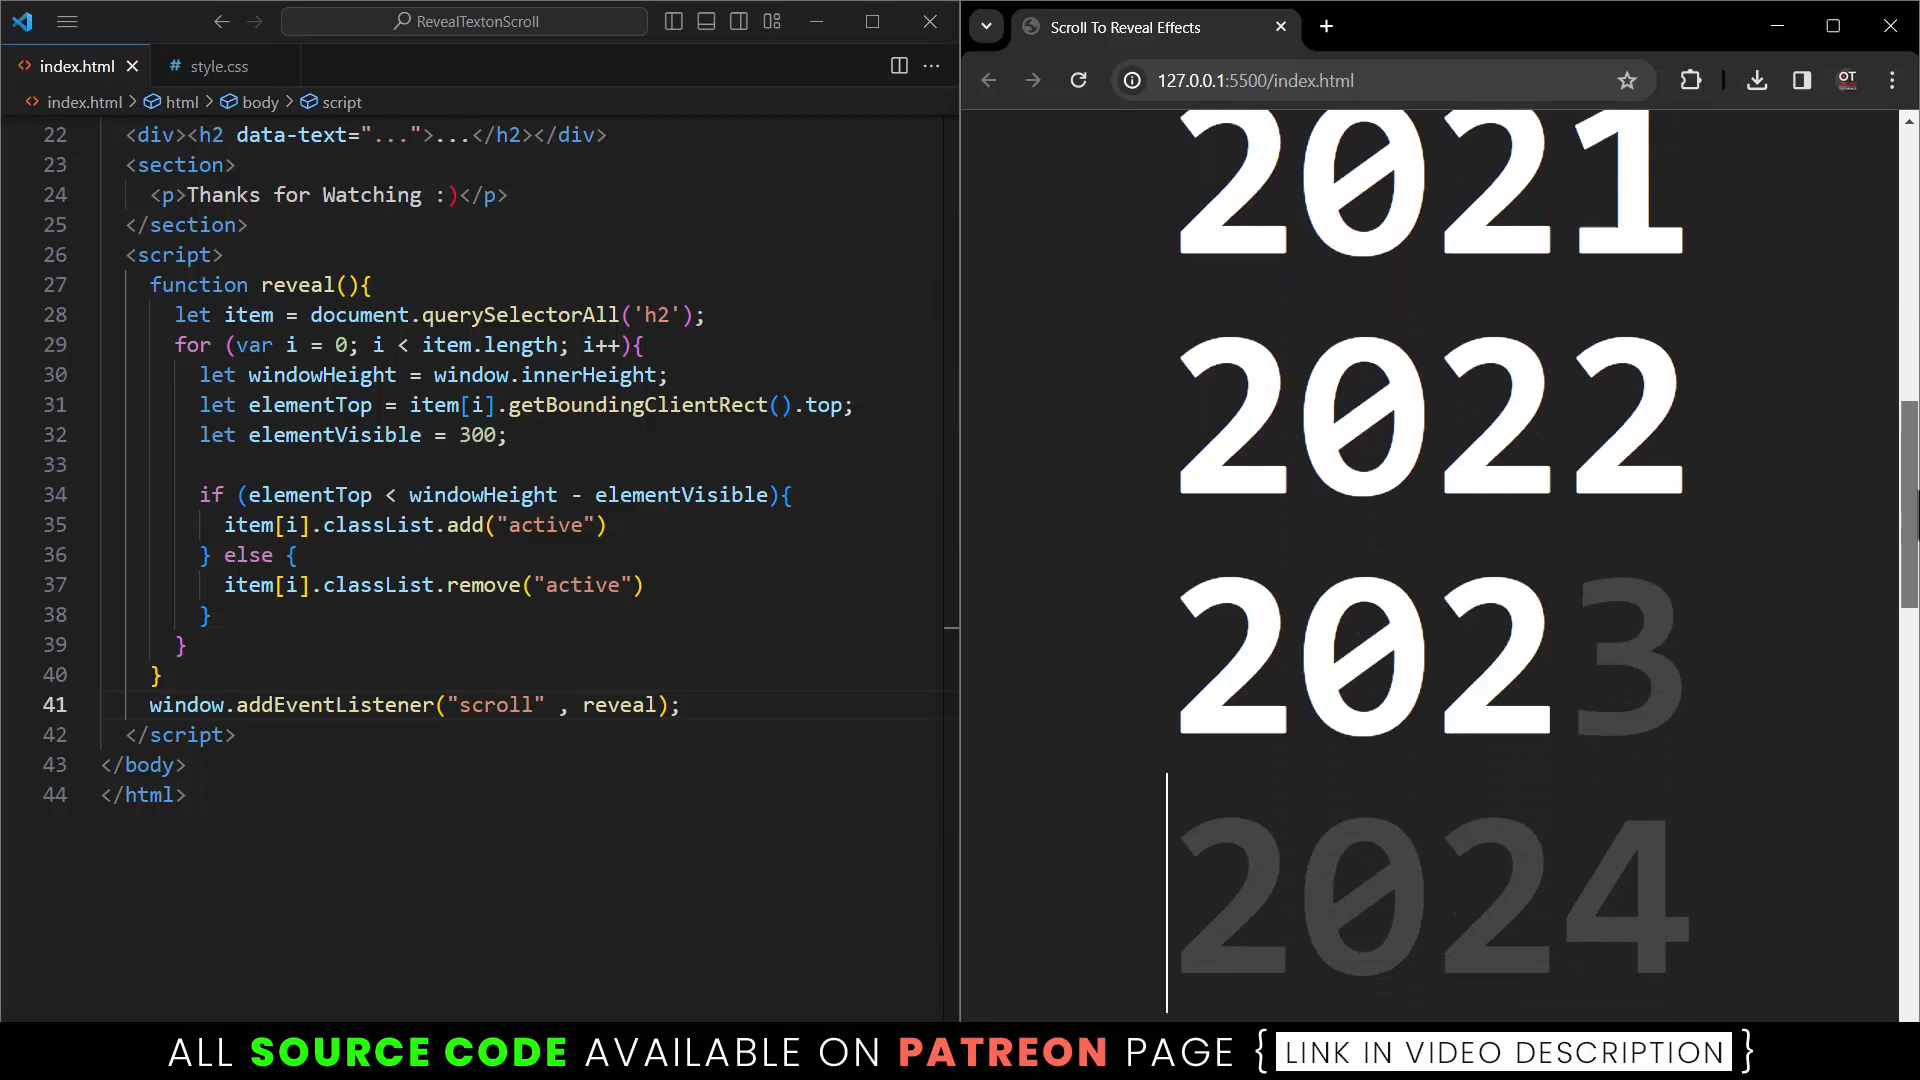 RevealTextonScroll
index.html
style.css
index.html > html > body > script
22 <div><h2 data-text="...">...</h2></div>
23 <section>
24 <p>Thanks for Watching :)</p>
25 </section>
26 <script>
27 function reveal(){
28 let item = document.querySelectorAll('h2');
29 for (var i = 0; i < item.length; i++){
30 let windowHeight = window.innerHeight;
31 let elementTop = item[i].getBoundingClientRect().top;
32 let elementVisible = 300;
33
34 if (elementTop < windowHeight - elementVisible){
35 item[i].classList.add("active")
36 } else {
37 item[i].classList.remove("active")
38 }
39 }
40 }
41 window.addEventListener("scroll" , reveal);
42 </script>
43 </body>
44 </html>
Scroll To Reveal Effects
127.0.0.1:5500/index.html
OT
2021
2022
2023
2024
ALL SOURCE CODE AVAILABLE ON PATREON PAGE { LINK IN VIDEO DESCRIPTION }